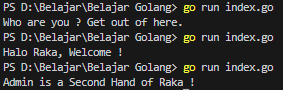 PS D:\Belajar\Belajar Golang> go run index.go
Who are you ? Get out of here.
PS D:\Belajar\Belajar Golang> go run index.go
Halo Raka, Welcome !
PS D:\Belajar\Belajar Golang> go run index.go
Admin is a Second Hand of Raka !